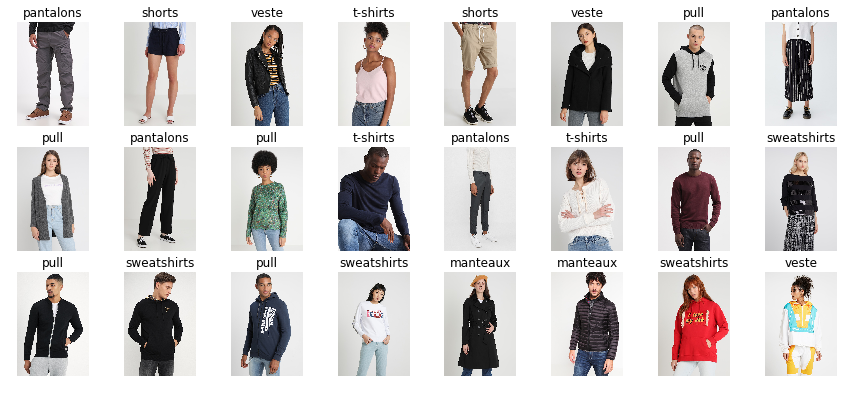 pantalons shorts veste t-shirts shorts veste pull pantalons
pull pantalons pull t-shirts pantalons t-shirts pull sweatshirts
pull sweatshirts pull sweatshirts manteaux manteaux sweatshirts veste